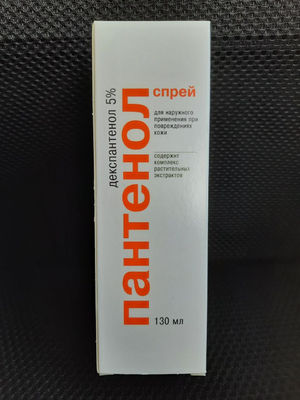 пантенол
декспантенол 5%
спрей
для наружного
применения при
повреждениях
кожи
содержит
комплекс
растительных
экстрактов
130 мл